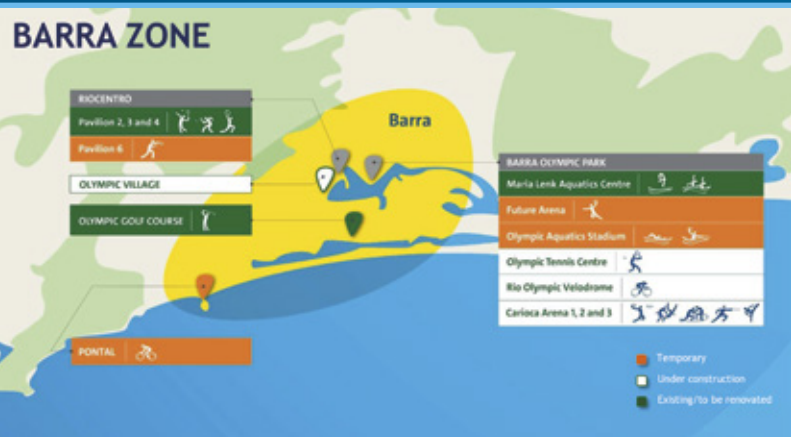 BARRA ZONE
RIOCENTRO
Pavilion 2, 3 and 4
Pavilion 6
OLYMPIC VILLAGE
OLYMPIC GOLF COURSE
PONTAL
Barra
BARRA OLYMPIC PARK
Maria Lenk Aquatics Centre
Future Arena
Olympic Aquatics Stadium
Olympic Tennis Centre
Rio Olympic Velodrome
Carioca Arena 1, 2 and 3
Temporary
Under construction
Existing/to be renovated